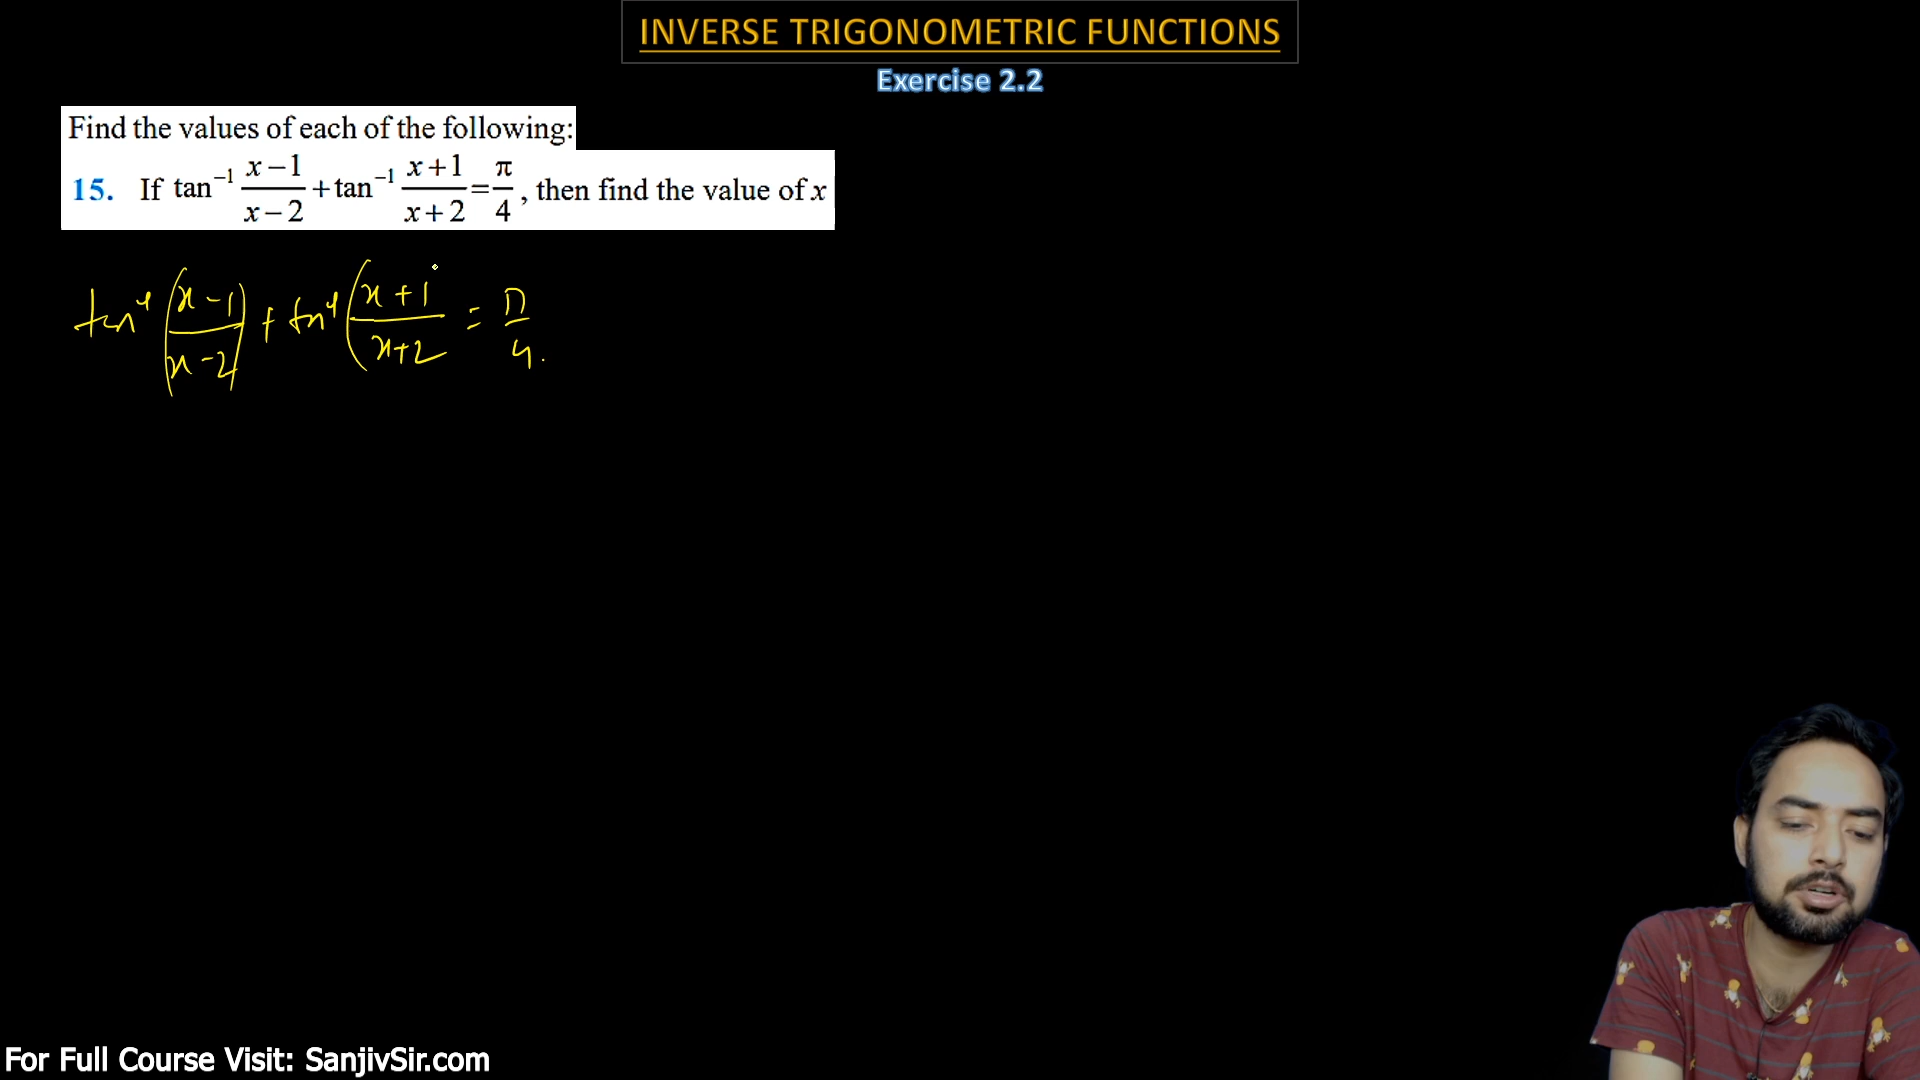 INVERSE TRIGONOMETRIC FUNCTIONS
Exercise 2.2
Find the values of each of the following:
15. If tan⁻¹ (x−1)/(x−2) + tan⁻¹ (x+1)/(x+2) = π/4, then find the value of x
tan⁻¹ ((x-1)/(x-2)) + tan⁻¹ ((x+1)/(x+2) = π/4.
For Full Course Visit: SanjivSir.com